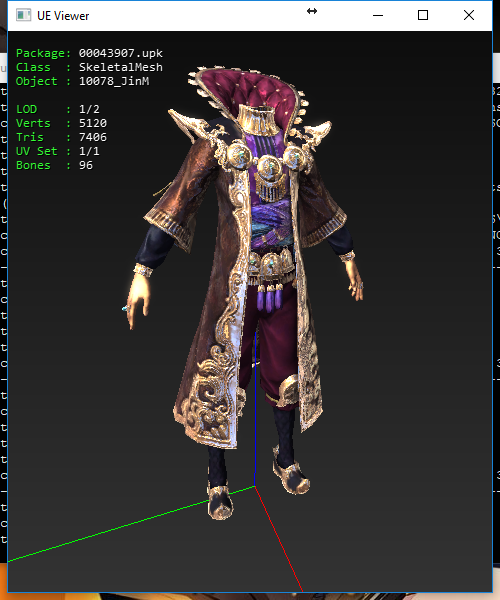 UE Viewer
Package: 00043907.upk
Class : SkeletalMesh
Object : 10078_JinM
LOD : 1/2
Verts : 5120
Tris : 7406
UV Set : 1/1
Bones : 96